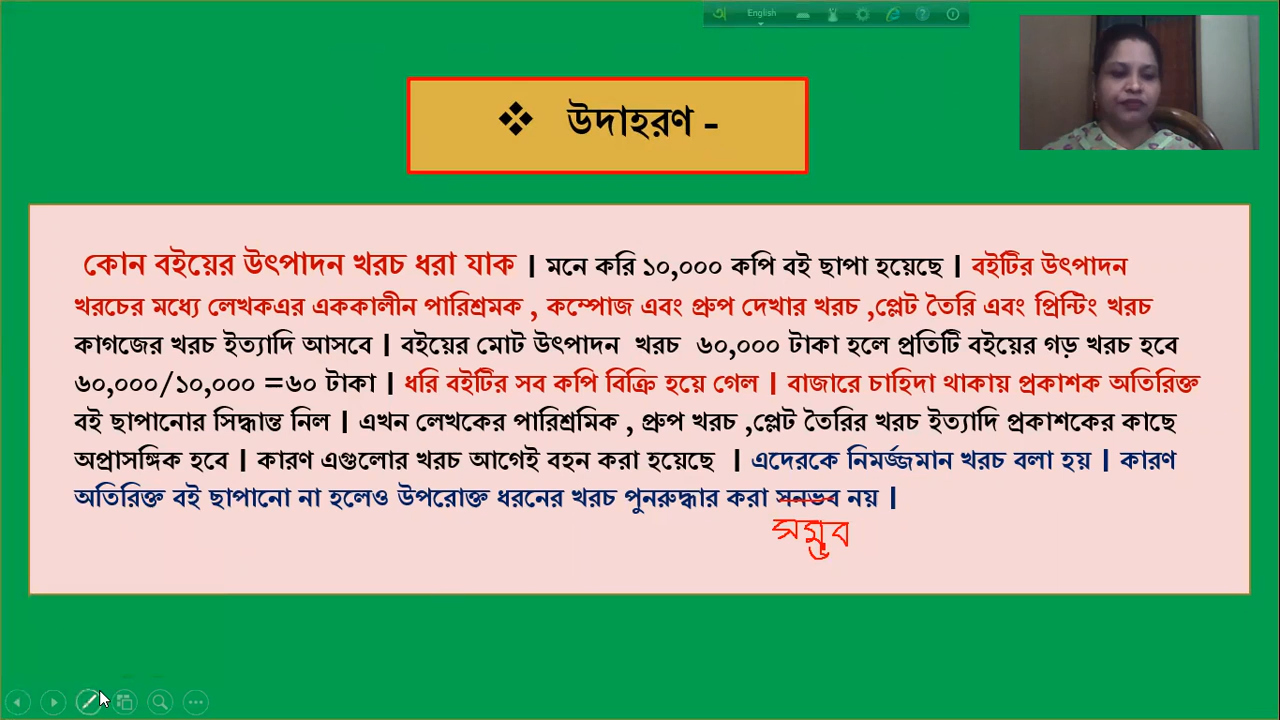 English
❖ উদাহরণ -
কোন বইয়ের উৎপাদন খরচ ধরা যাক । মনে করি ১০,০০০ কপি বই ছাপা হয়েছে । বইটির উৎপাদন
খরচের মধ্যে লেখকএর এককালীন পারিশ্রমক , কম্পোজ এবং প্রুপ দেখার খরচ ,প্লেট তৈরি এবং প্রিন্টিং খরচ
কাগজের খরচ ইত্যাদি আসবে । বইয়ের মোট উৎপাদন খরচ ৬০,০০০ টাকা হলে প্রতিটি বইয়ের গড় খরচ হবে
৬০,০০০/১০,০০০ =৬০ টাকা । ধরি বইটির সব কপি বিক্রি হয়ে গেল । বাজারে চাহিদা থাকায় প্রকাশক অতিরিক্ত
বই ছাপানোর সিদ্ধান্ত নিল । এখন লেখকের পারিশ্রমিক , প্রুপ খরচ ,প্লেট তৈরির খরচ ইত্যাদি প্রকাশকের কাছে
অপ্রাসঙ্গিক হবে । কারণ এগুলোর খরচ আগেই বহন করা হয়েছে । এদেরকে নিমর্জ্জমান খরচ বলা হয় । কারণ
অতিরিক্ত বই ছাপানো না হলেও উপরোক্ত ধরনের খরচ পুনরুদ্ধার করা সনভব নয় ।
সম্ভব